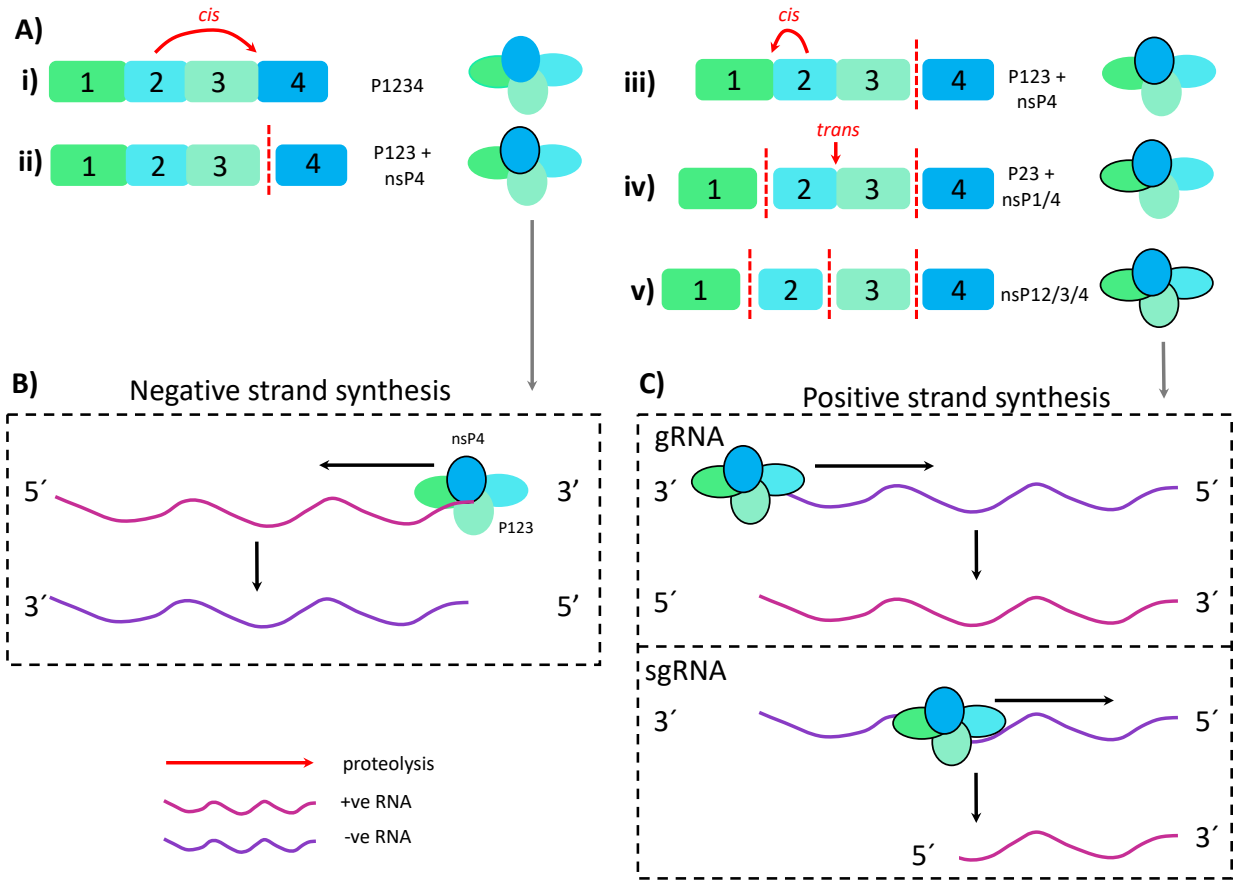 A)
cis
i)
1 2 3 4
P1234
ii)
1 2 3 4
P123 +
nsP4
cis
iii)
1 2 3 4
P123 +
nsP4
trans
iv)
1 2 3 4
P23 +
nsP1/4
v)
1 2 3 4
nsP12/3/4
B)
Negative strand synthesis
nsP4
5´ 3’
P123
3´ 5’
C)
Positive strand synthesis
gRNA
3´ 5´
5´ 3´
sgRNA
3´ 5´
5´ 3´
proteolysis
+ve RNA
-ve RNA